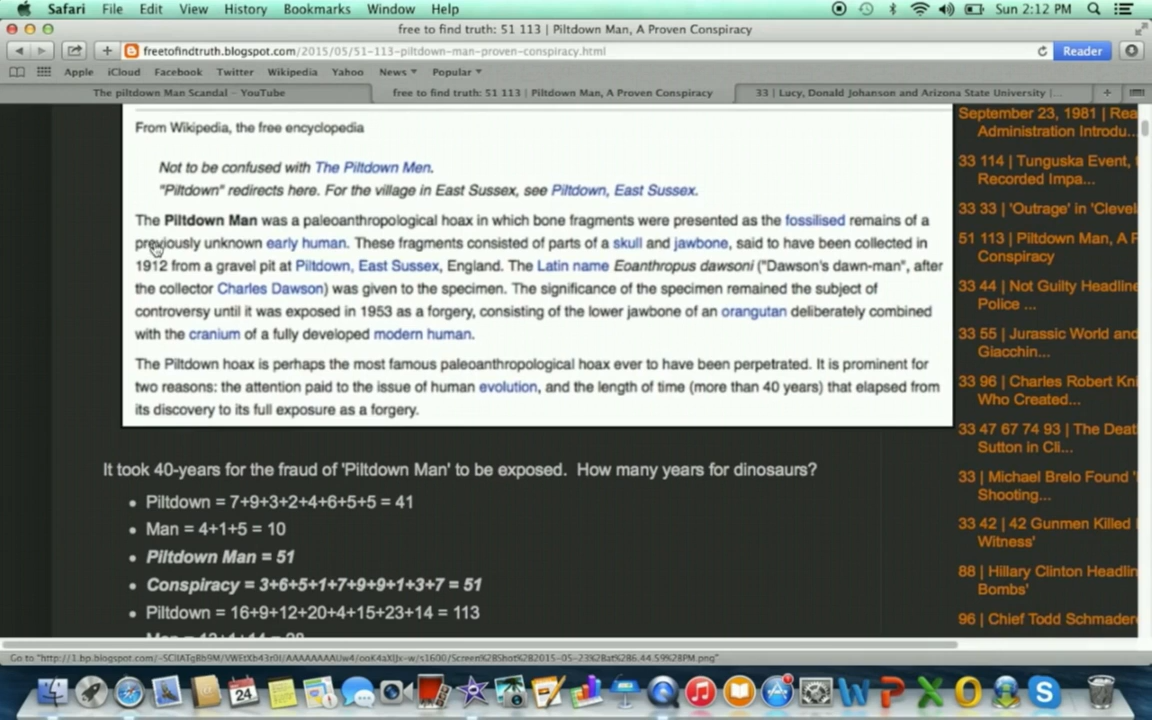 Safari File Edit View History Bookmarks Window Help Sun 2:12 PM
free to find truth: 51 113 | Piltdown Man, A Proven Conspiracy
freetofindtruth.blogspot.com/2015/05/51-113-piltdown-man-proven-conspiracy.html Reader
Apple iCloud Facebook Twitter Wikipedia Yahoo News Popular
The piltdown Man Scandal – YouTube
free to find truth: 51 113 | Piltdown Man, A Proven Conspiracy
33 | Lucy, Donald Johanson and Arizona State University |...
From Wikipedia, the free encyclopedia
Not to be confused with The Piltdown Men.
"Piltdown" redirects here. For the village in East Sussex, see Piltdown, East Sussex.
The Piltdown Man was a paleoanthropological hoax in which bone fragments were presented as the fossilised remains of a
previously unknown early human. These fragments consisted of parts of a skull and jawbone, said to have been collected in
1912 from a gravel pit at Piltdown, East Sussex, England. The Latin name Eoanthropus dawsoni ("Dawson's dawn-man", after
the collector Charles Dawson) was given to the specimen. The significance of the specimen remained the subject of
controversy until it was exposed in 1953 as a forgery, consisting of the lower jawbone of an orangutan deliberately combined
with the cranium of a fully developed modern human.
The Piltdown hoax is perhaps the most famous paleoanthropological hoax ever to have been perpetrated. It is prominent for
two reasons: the attention paid to the issue of human evolution, and the length of time (more than 40 years) that elapsed from
its discovery to its full exposure as a forgery.
It took 40-years for the fraud of 'Piltdown Man' to be exposed. How many years for dinosaurs?
• Piltdown = 7+9+3+2+4+6+5+5 = 41
• Man = 4+1+5 = 10
• Piltdown Man = 51
• Conspiracy = 3+6+5+1+7+9+9+1+3+7 = 51
• Piltdown = 16+9+12+20+4+15+23+14 = 113
September 23, 1981 | Rea
Administration Introdu...
33 114 | Tunguska Event,
Recorded Impa...
33 33 | 'Outrage' in 'Clevel
51 113 | Piltdown Man, A P
Conspiracy
33 44 | Not Guilty Headline
Police ...
33 55 | Jurassic World and
Giacchin...
33 96 | Charles Robert Kni
Who Created...
33 47 67 74 93 | The Death
Sutton in Cli...
33 | Michael Brelo Found '
Shooting...
33 42 | 42 Gunmen Killed
Witness'
88 | Hillary Clinton Headlin
Bombs'
96 | Chief Todd Schmader
24